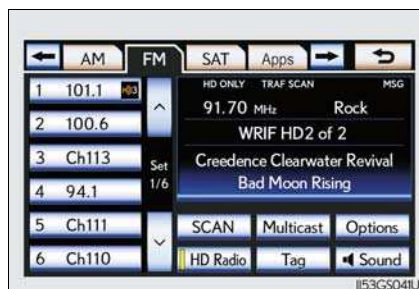 AM FM SAT Apps
1 101.1
2 100.6
3 Ch113
4 94.1
5 Ch111
6 Ch110
Set
1/6
HD ONLY TRAF SCAN MSG
91.70 MHz Rock
WRIF HD2 of 2
Creedence Clearwater Revival
Bad Moon Rising
SCAN Multicast Options
HD Radio Tag Sound
II53GS041U